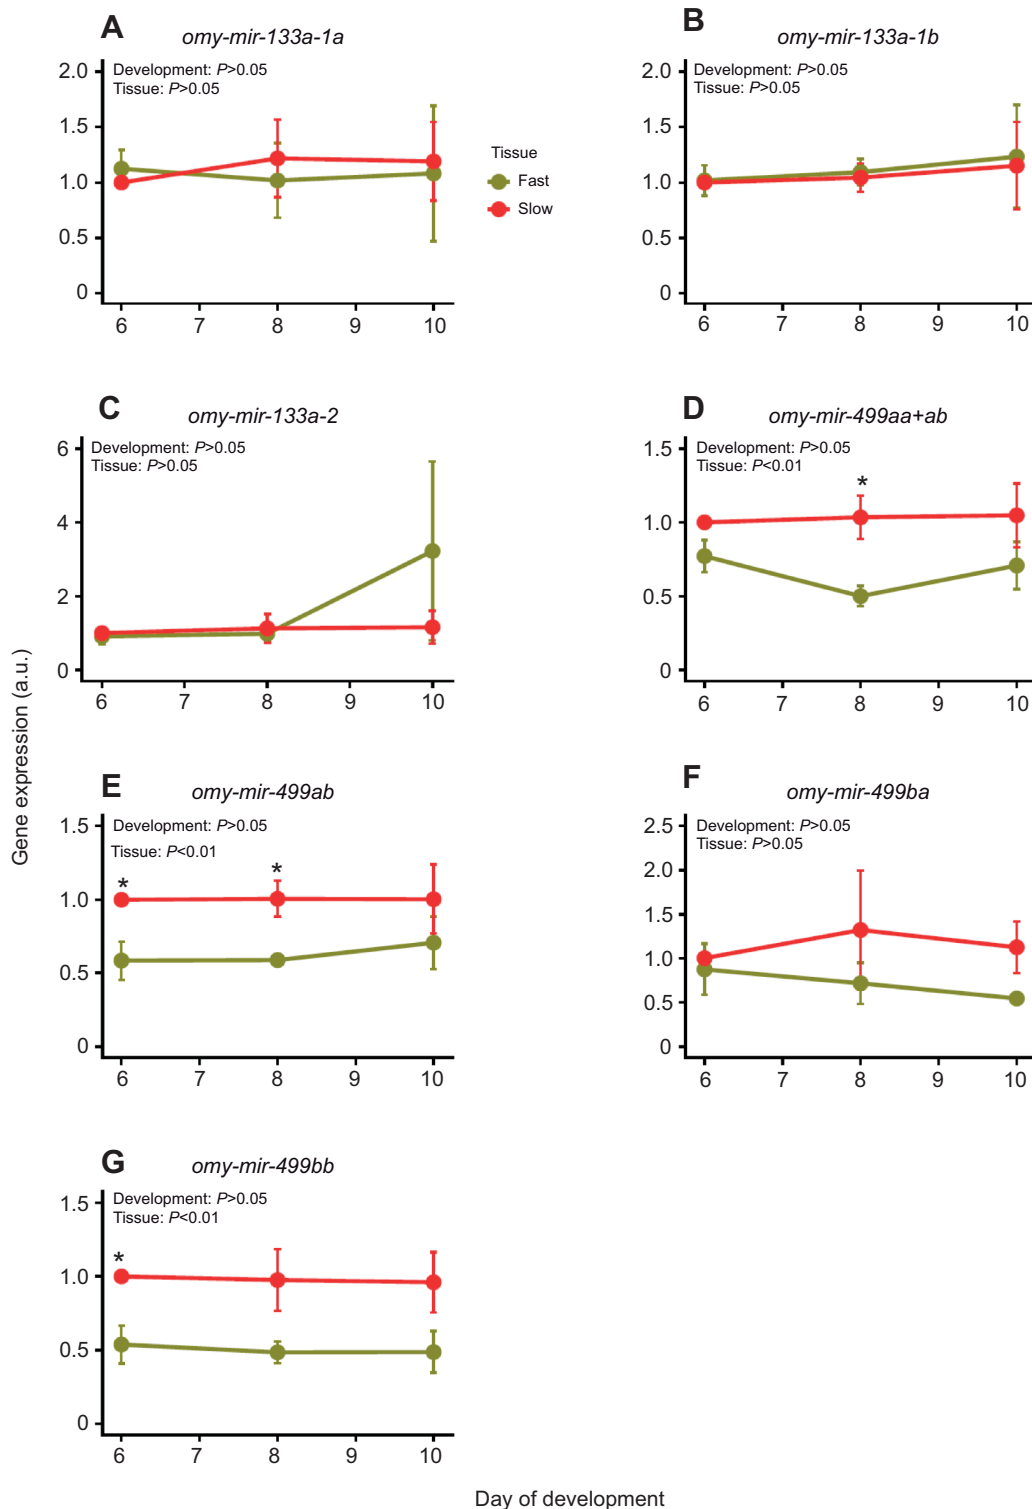 A
omy-mir-133a-1a
Development: P>0.05
Tissue: P>0.05
2.0
1.5
1.0
0.5
0
6 7 8 9 10
Tissue
Fast
Slow
B
omy-mir-133a-1b
Development: P>0.05
Tissue: P>0.05
2.0
1.5
1.0
0.5
0
6 7 8 9 10
C
omy-mir-133a-2
Development: P>0.05
Tissue: P>0.05
6
4
2
0
6 7 8 9 10
D
omy-mir-499aa+ab
Development: P>0.05
Tissue: P<0.01
*
1.5
1.0
0.5
0
6 7 8 9 10
Gene expression (a.u.)
E
omy-mir-499ab
Development: P>0.05
Tissue: P<0.01
* *
1.5
1.0
0.5
0
6 7 8 9 10
F
omy-mir-499ba
Development: P>0.05
Tissue: P>0.05
2.5
2.0
1.5
1.0
0.5
0
6 7 8 9 10
G
omy-mir-499bb
Development: P>0.05
Tissue: P<0.01
*
1.5
1.0
0.5
0
6 7 8 9 10
Day of development